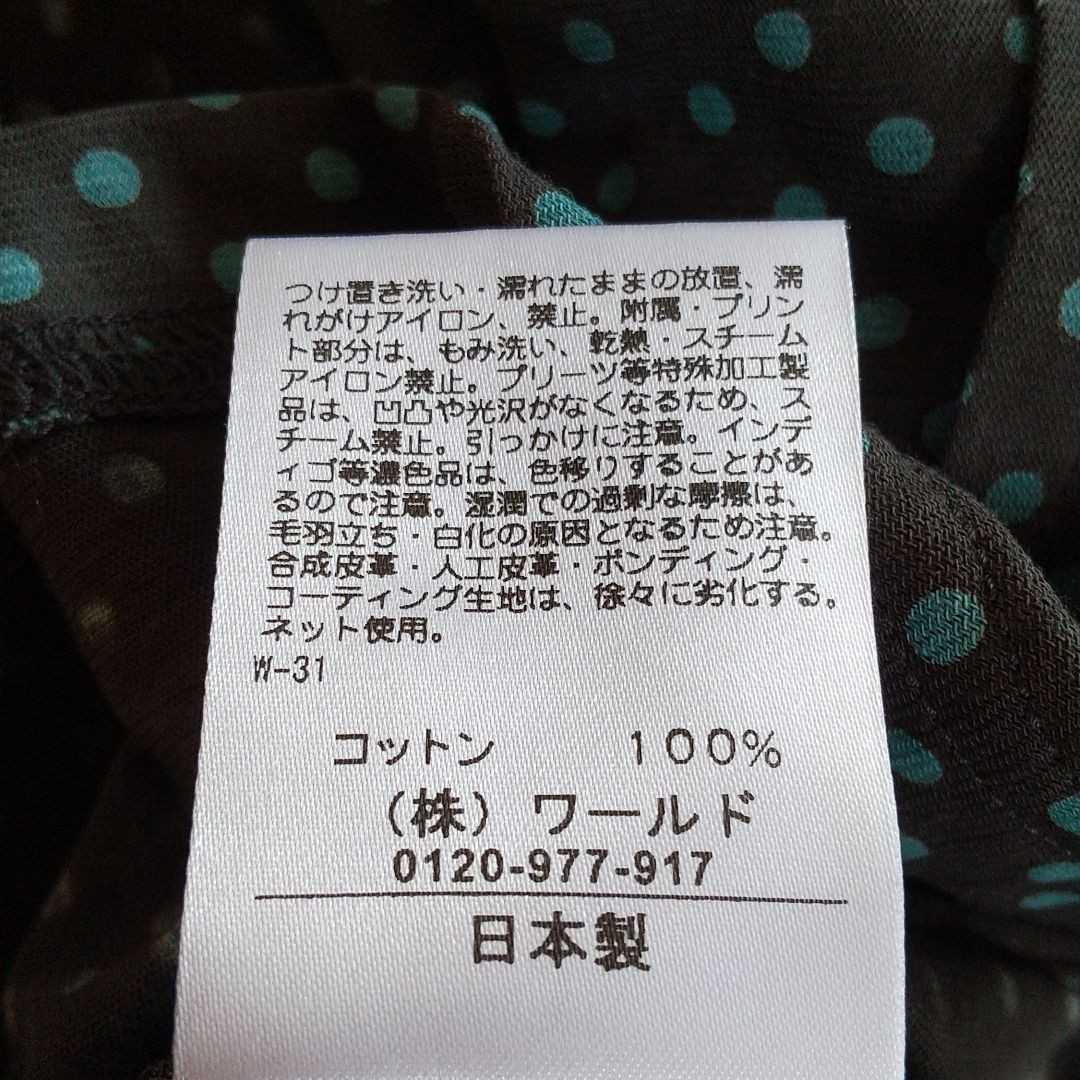 つけ置き洗い・濡れたままの放置、濡
れがけアイロン、禁止。附属・プリン
ト部分は、もみ洗い、乾熱・スチーム
アイロン禁止。プリーツ等特殊加工製
品は、凹凸や光沢がなくなるため、ス
チーム禁止。引っかけに注意。インデ
ィゴ等濃色品は、色移りすることがあ
るので注意。湿潤での過剰な摩擦は、
毛羽立ち・白化の原因となるため注意。
合成皮革・人工皮革・ボンディング・
コーティング生地は、徐々に劣化する。
ネット使用。
W-31
コットン 100%
(株) ワールド
0120-977-917
日本製